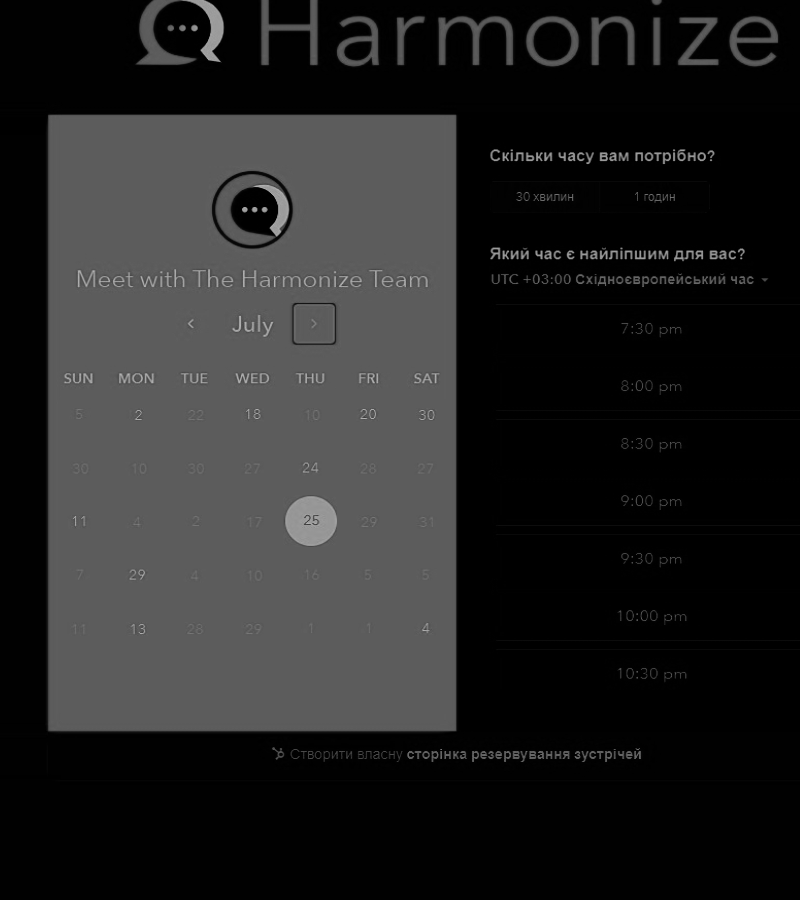 Harmonize
Meet with The Harmonize Team
July
SUN MON TUE WED THU FRI SAT
5 2 22 18 10 20 30
30 10 30 27 24 28 27
11 4 2 17 25 29 31
7 29 4 10 16 5 5
11 13 28 29 1 1 4
Скільки часу вам потрібно?
30 хвилин 1 годин
Який час є найліпшим для вас?
UTC +03:00 Східноєвропейський час
7:30 pm
8:00 pm
8:30 pm
9:00 pm
9:30 pm
10:00 pm
10:30 pm
Створити власну сторінка резервування зустрічей